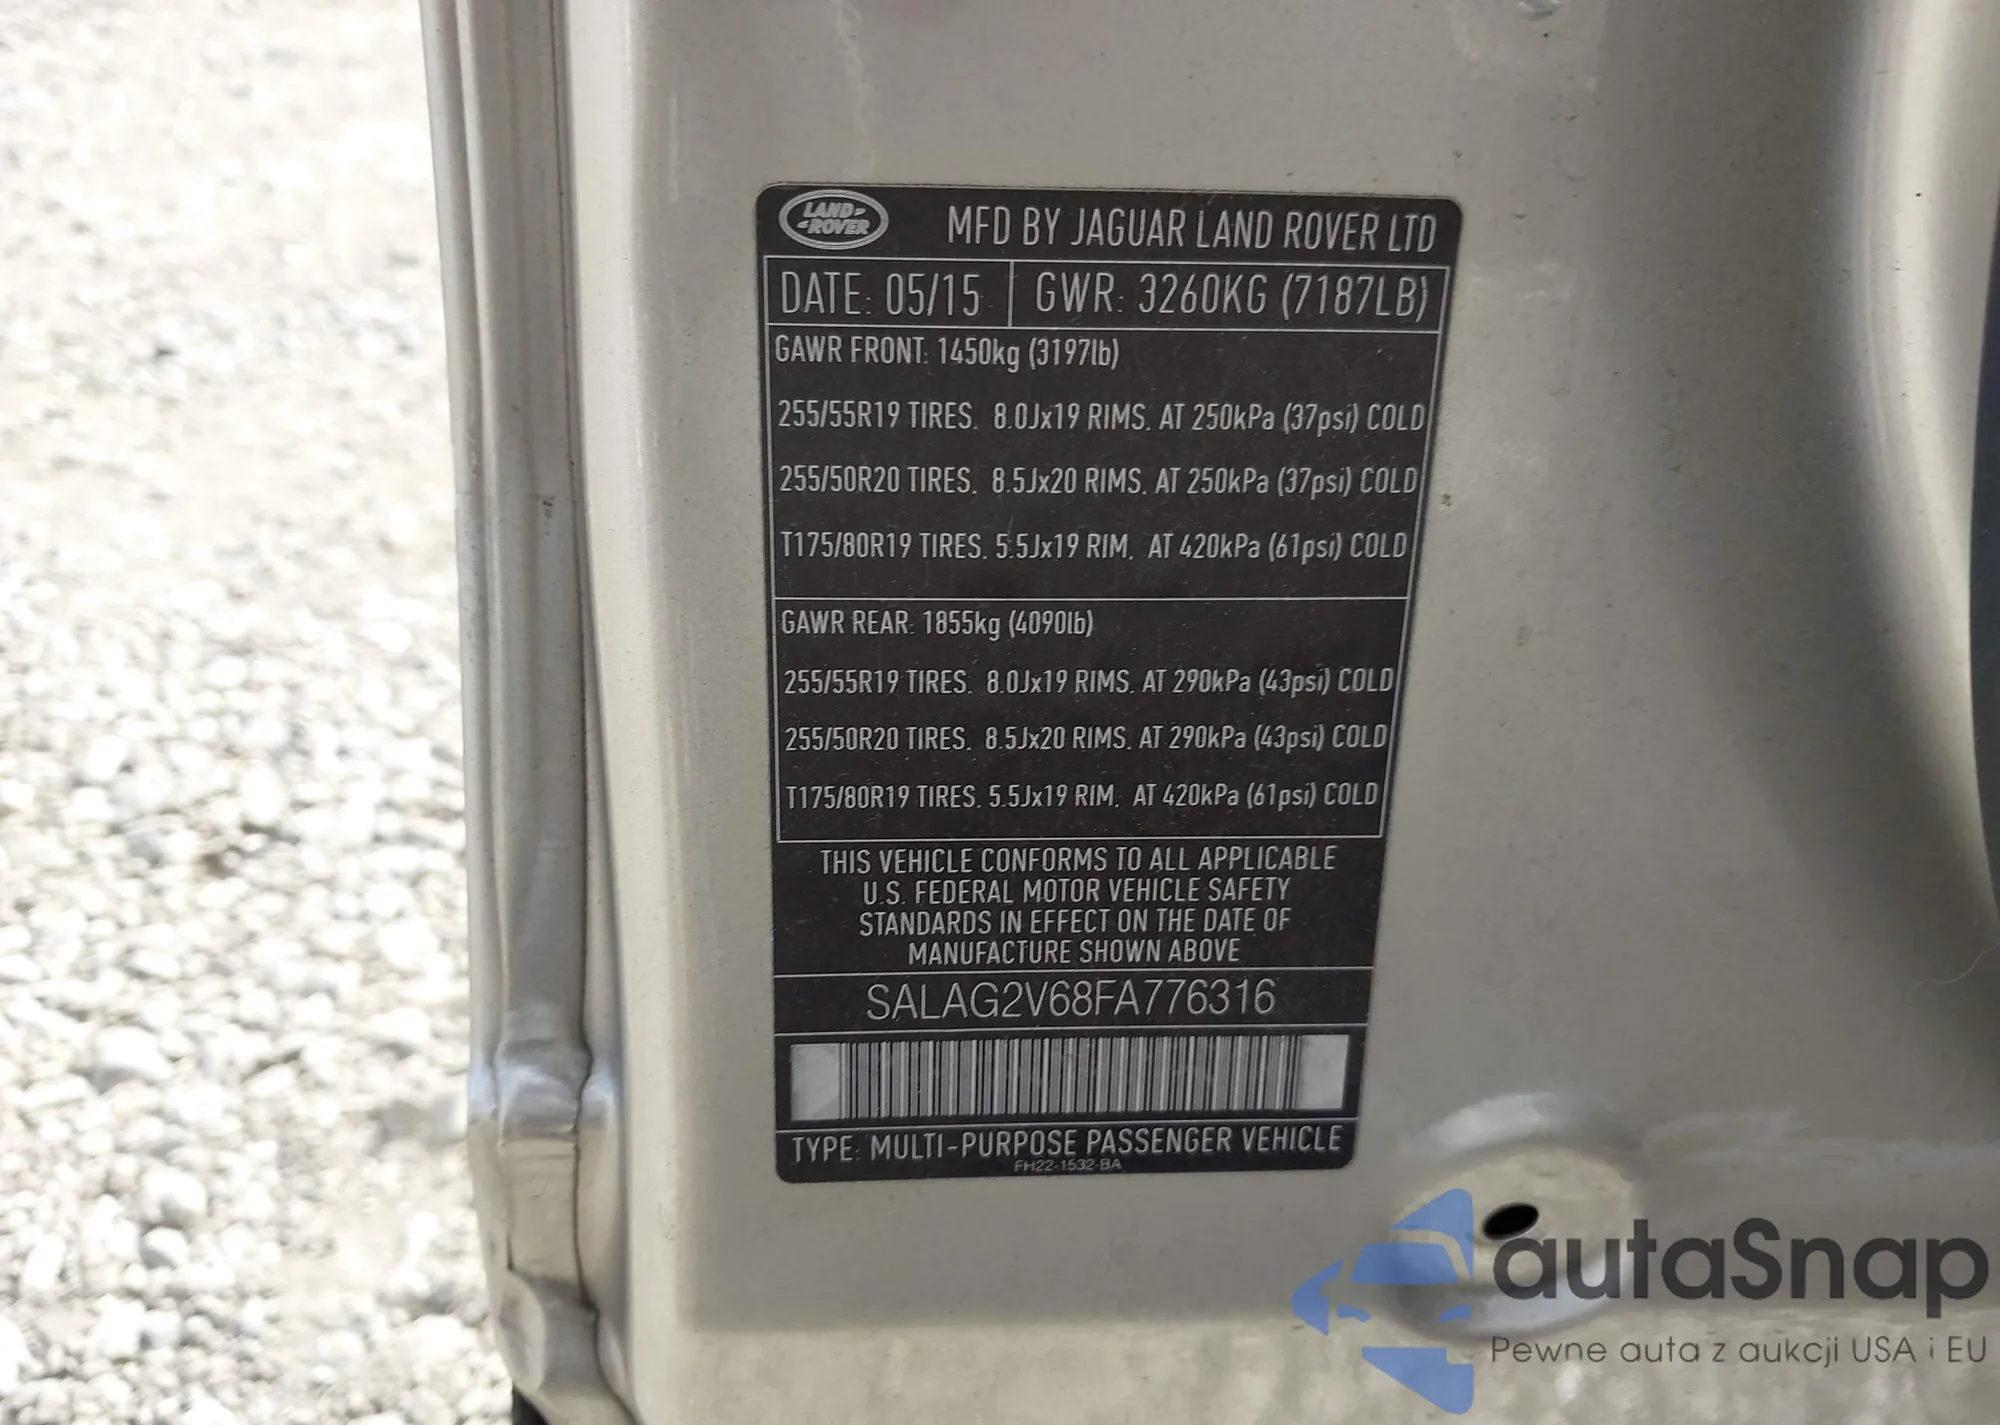 LAND
ROVER
MFD BY JAGUAR LAND ROVER LTD
DATE: 05/15 GWR: 3260KG (7187LB)
GAWR FRONT: 1450kg (3197lb)
255/55R19 TIRES. 8.0Jx19 RIMS. AT 250kPa (37psi) COLD
255/50R20 TIRES. 8.5Jx20 RIMS. AT 250kPa (37psi) COLD
T175/80R19 TIRES. 5.5Jx19 RIM. AT 420kPa (61psi) COLD
GAWR REAR: 1855kg (4090lb)
255/55R19 TIRES. 8.0Jx19 RIMS. AT 290kPa (43psi) COLD
255/50R20 TIRES. 8.5Jx20 RIMS. AT 290kPa (43psi) COLD
T175/80R19 TIRES. 5.5Jx19 RIM. AT 420kPa (61psi) COLD
THIS VEHICLE CONFORMS TO ALL APPLICABLE
U.S. FEDERAL MOTOR VEHICLE SAFETY
STANDARDS IN EFFECT ON THE DATE OF
MANUFACTURE SHOWN ABOVE
SALAG2V68FA776316
TYPE: MULTI-PURPOSE PASSENGER VEHICLE
FH22-1532-BA
autaSnap
Pewne auta z aukcji USA i EU